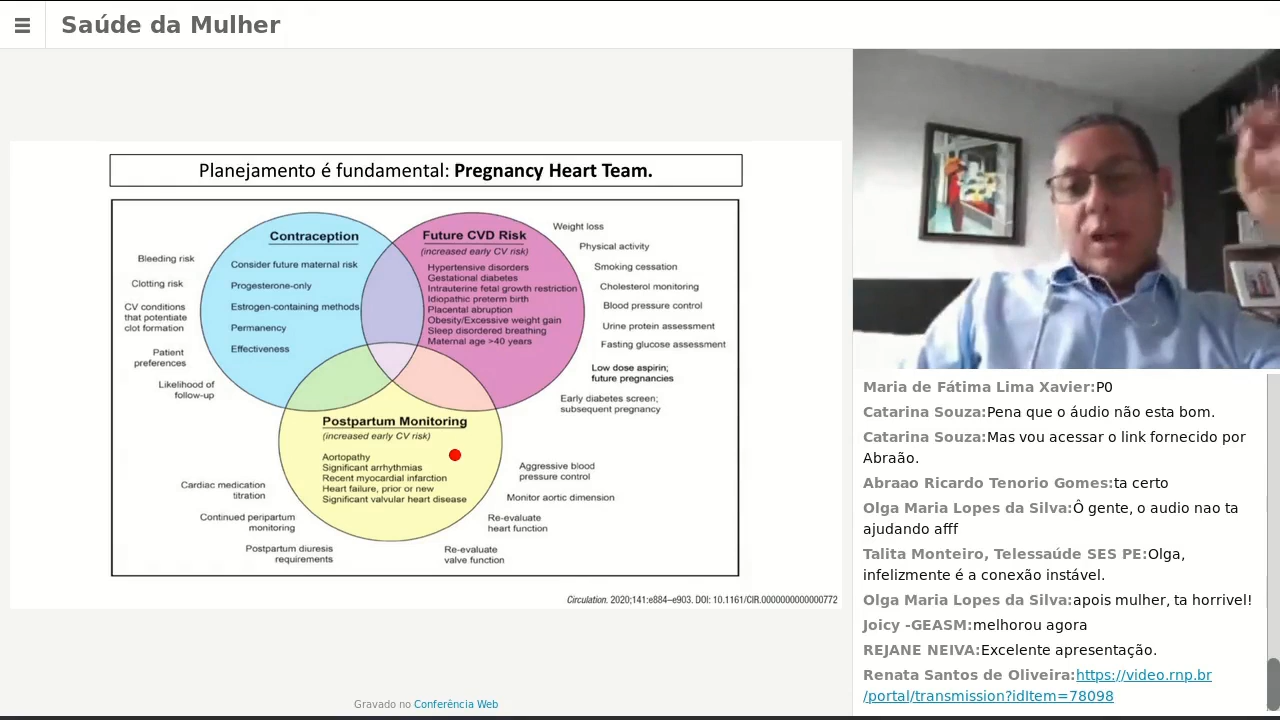 Saúde da Mulher
Planejamento é fundamental: Pregnancy Heart Team.
Contraception
Consider future maternal risk
Progesterone-only
Estrogen-containing methods
Permanency
Effectiveness
Bleeding risk
Clotting risk
CV conditions
that potentiate
clot formation
Patient
preferences
Likelihood of
follow-up
Future CVD Risk
(increased early CV risk)
Hypertensive disorders
Gestational diabetes
Intrauterine fetal growth restriction
Idiopathic preterm birth
Placental abruption
Obesity/Excessive weight gain
Sleep disordered breathing
Maternal age >40 years
Weight loss
Physical activity
Smoking cessation
Cholesterol monitoring
Blood pressure control
Urine protein assessment
Fasting glucose assessment
Low dose aspirin;
future pregnancies
Early diabetes screen;
subsequent pregnancy
Postpartum Monitoring
(increased early CV risk)
Aortopathy
Significant arrhythmias
Recent myocardial infarction
Heart failure, prior or new
Significant valvular heart disease
Cardiac medication
titration
Continued peripartum
monitoring
Postpartum diuresis
requirements
Aggressive blood
pressure control
Monitor aortic dimension
Re-evaluate
heart function
Re-evaluate
valve function
Circulation. 2020;141:e884–e903. DOI: 10.1161/CIR.0000000000000772
Gravado no Conferência Web
Maria de Fátima Lima Xavier:P0
Catarina Souza:Pena que o áudio não esta bom.
Catarina Souza:Mas vou acessar o link fornecido por
Abraão.
Abraao Ricardo Tenorio Gomes:ta certo
Olga Maria Lopes da Silva:Ô gente, o audio nao ta
ajudando afff
Talita Monteiro, Telessaúde SES PE:Olga,
infelizmente é a conexão instável.
Olga Maria Lopes da Silva:apois mulher, ta horrivel!
Joicy -GEASM:melhorou agora
REJANE NEIVA:Excelente apresentação.
Renata Santos de Oliveira:https://video.rnp.br
/portal/transmission?idItem=78098